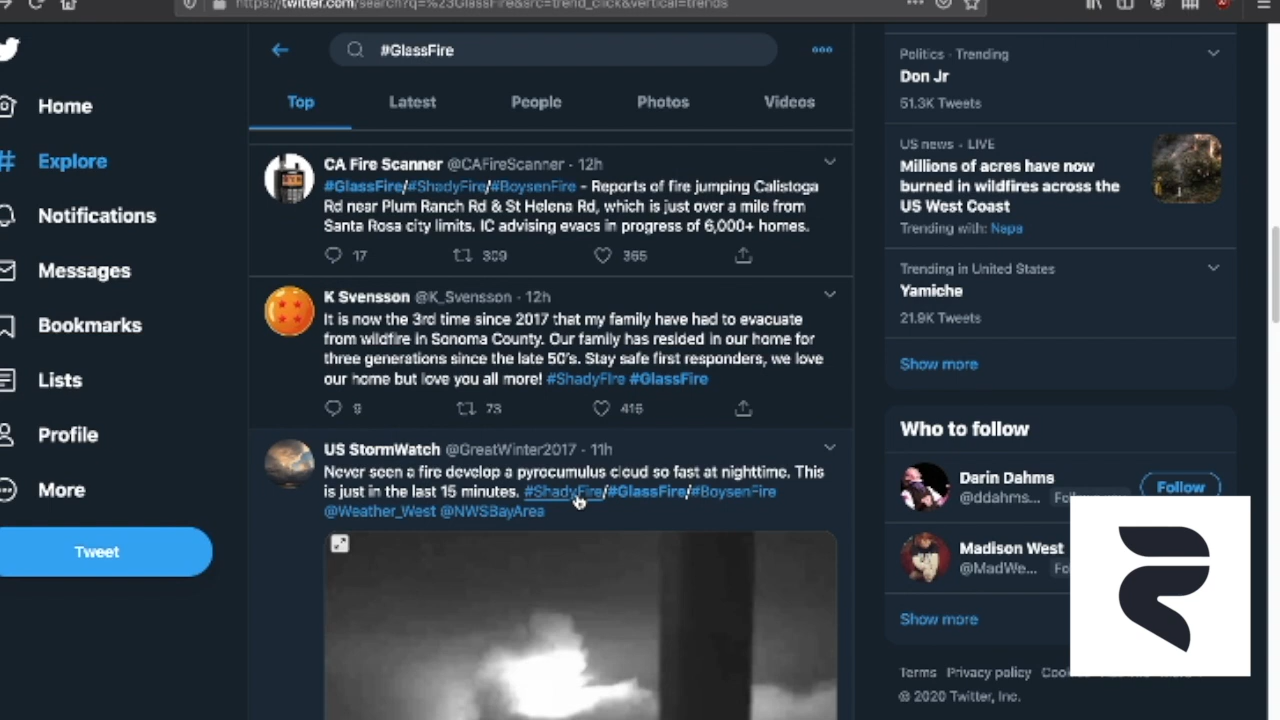 https://twitter.com/search?q=%23GlassFire&src=trend_click&vertical=trends
#GlassFire
Top
Latest
People
Photos
Videos
Home
Explore
Notifications
Messages
Bookmarks
Lists
Profile
More
Tweet
CA Fire Scanner @CAFireScanner · 12h
#GlassFire/#ShadyFire/#BoysenFire - Reports of fire jumping Calistoga
Rd near Plum Ranch Rd & St Helena Rd, which is just over a mile from
Santa Rosa city limits. IC advising evacs in progress of 6,000+ homes.
17
309
365
K Svensson @K_Svensson · 12h
It is now the 3rd time since 2017 that my family have had to evacuate
from wildfire in Sonoma County. Our family has resided in our home for
three generations since the late 50's. Stay safe first responders, we love
our home but love you all more! #ShadyFire #GlassFire
9
73
416
US StormWatch @GreatWinter2017 · 11h
Never seen a fire develop a pyrocumulus cloud so fast at nighttime. This
is just in the last 15 minutes. #ShadyFire/#GlassFire/#BoysenFire
@Weather_West @NWSBayArea
Politics · Trending
Don Jr
51.3K Tweets
US news · LIVE
Millions of acres have now
burned in wildfires across the
US West Coast
Trending with: Napa
Trending in United States
Yamiche
21.9K Tweets
Show more
Who to follow
Darin Dahms
@ddahms...
Follow
Madison West
@MadWe...
Show more
Terms Privacy policy
© 2020 Twitter, Inc.